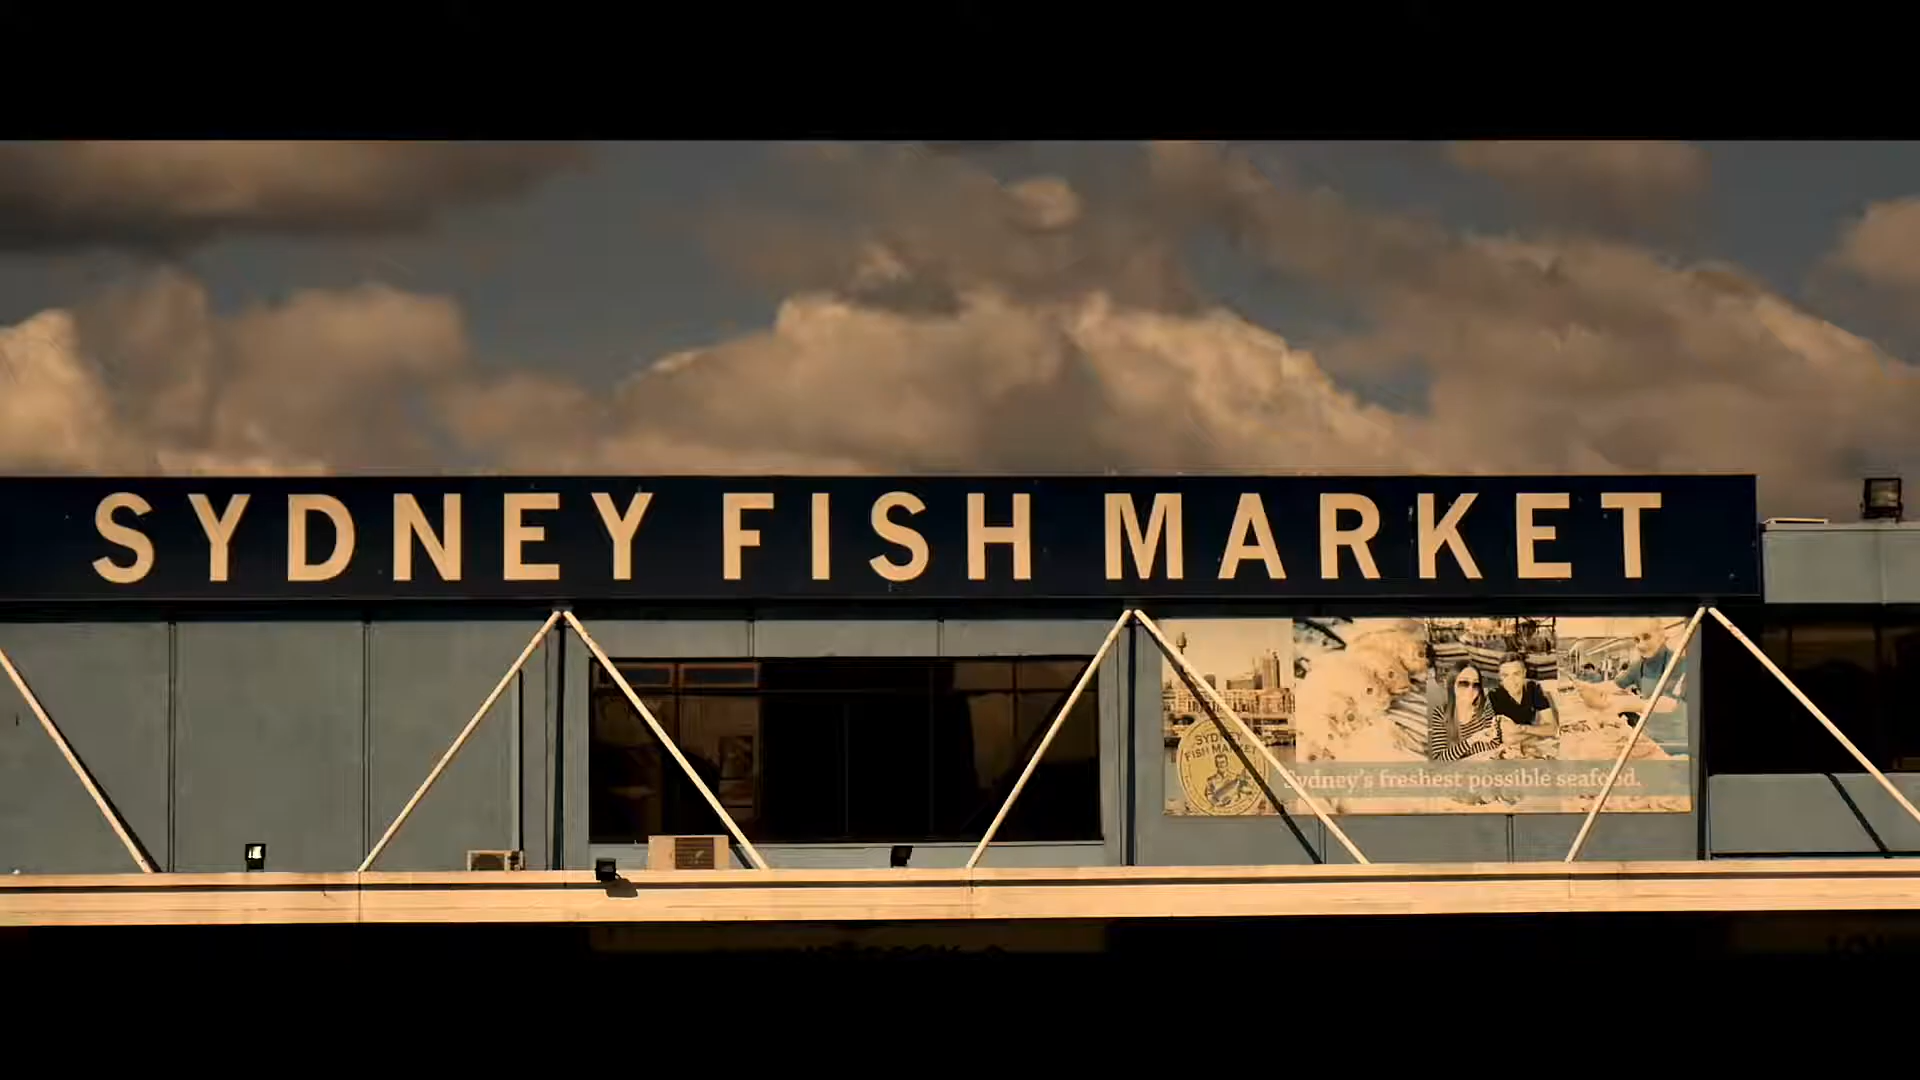 SYDNEY FISH MARKET
SYDNEY
FISH MARKET
Sydney's freshest possible seafood.